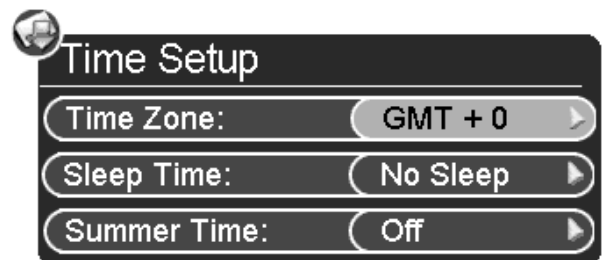 Time Setup
Time Zone: GMT + 0
Sleep Time: No Sleep
Summer Time: Off